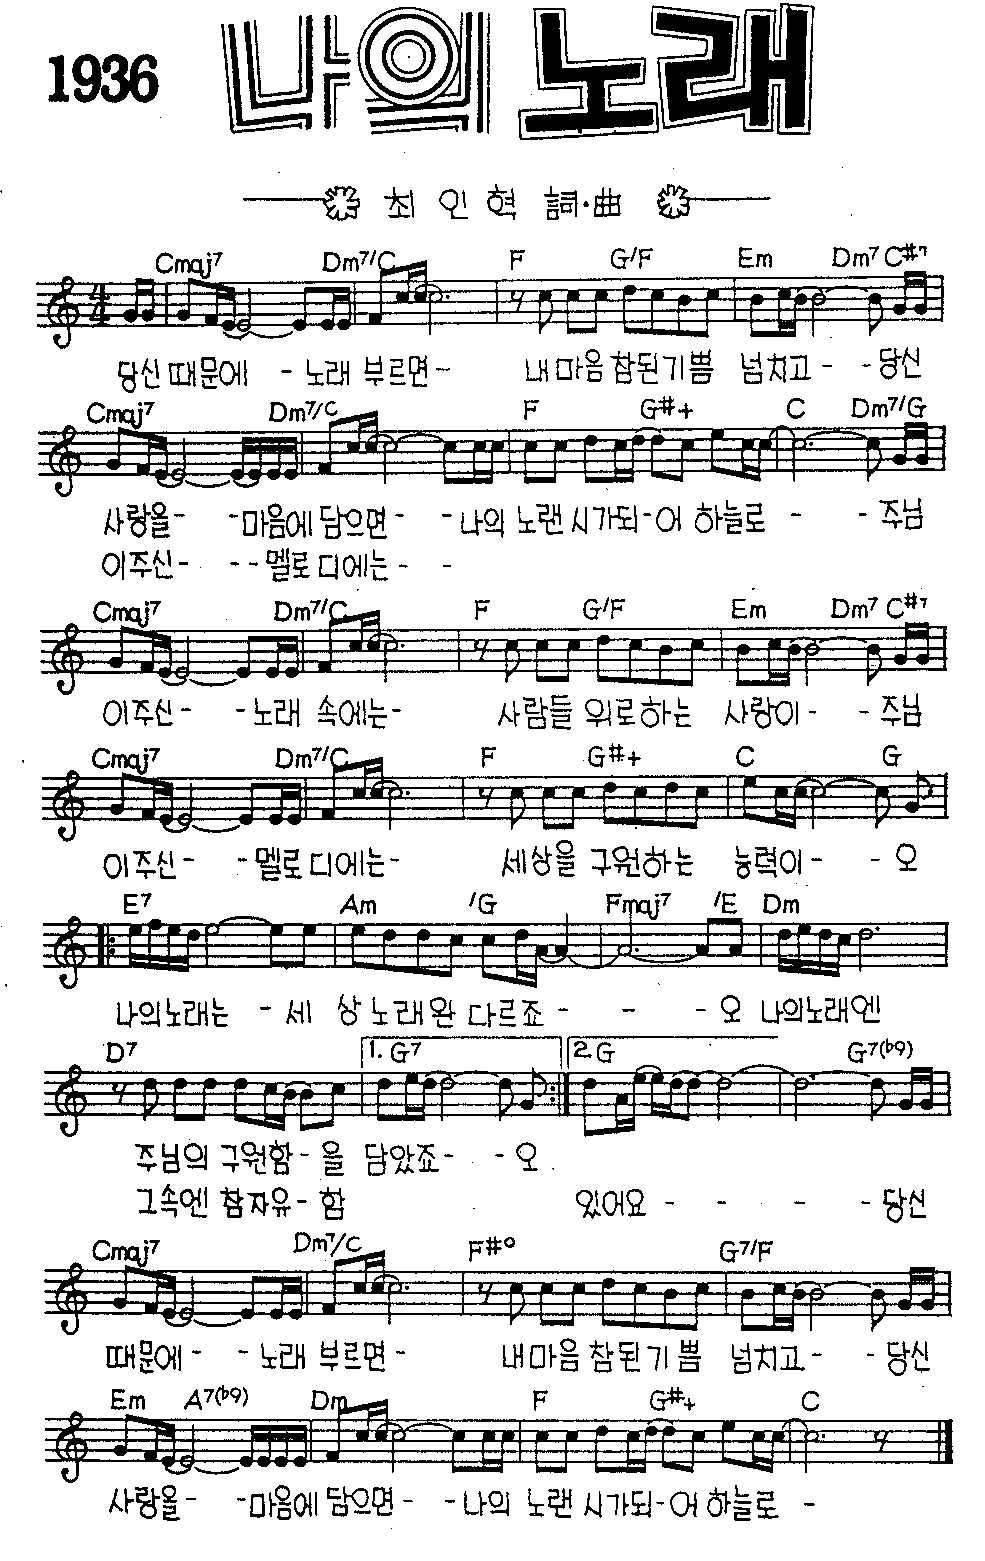 1936
나의 노래
최 인 혁 詞·曲
Cmaj7 Dm7/C F G/F Em Dm7 C#7
당신 때문에 - 노래 부르면 - 내 마음 참된기쁨 넘치고 - - 당신
Cmaj7 Dm7/C F G#+ C Dm7/G
사랑을 - - 마음에 담으면 - - 나의 노랜 시가되 - 어 하늘로 - - 주님
이주신 - - - 멜로디에는 - -
Cmaj7 Dm7/C F G/F Em Dm7 C#7
이주신 - - 노래 속에는 - 사람들 위로하는 사랑이 - - 주님
Cmaj7 Dm7/C F G#+ C G
이주신 - - 멜로디에는 - 세상을 구원하는 능력이 - - 오
E7 Am /G Fmaj7 /E Dm
나의노래는 - 세 상 노래완 다르죠 - - - 오 나의노래엔
D7 1. G7 2. G G7(b9)
주님의 구원함 - 을 담았죠 - - 오
그속엔 참자유 - 함 있어요 - - - - - 당신
Cmaj7 Dm7/C F#° G7/F
때문에 - - 노래 부르면 - 내마음 참된기쁨 넘치고 - - 당신
Em A7(b9) Dm F G#+ C
사랑을 - - 마음에 담으면 - - 나의 노랜 시가되 - 어 하늘로 -